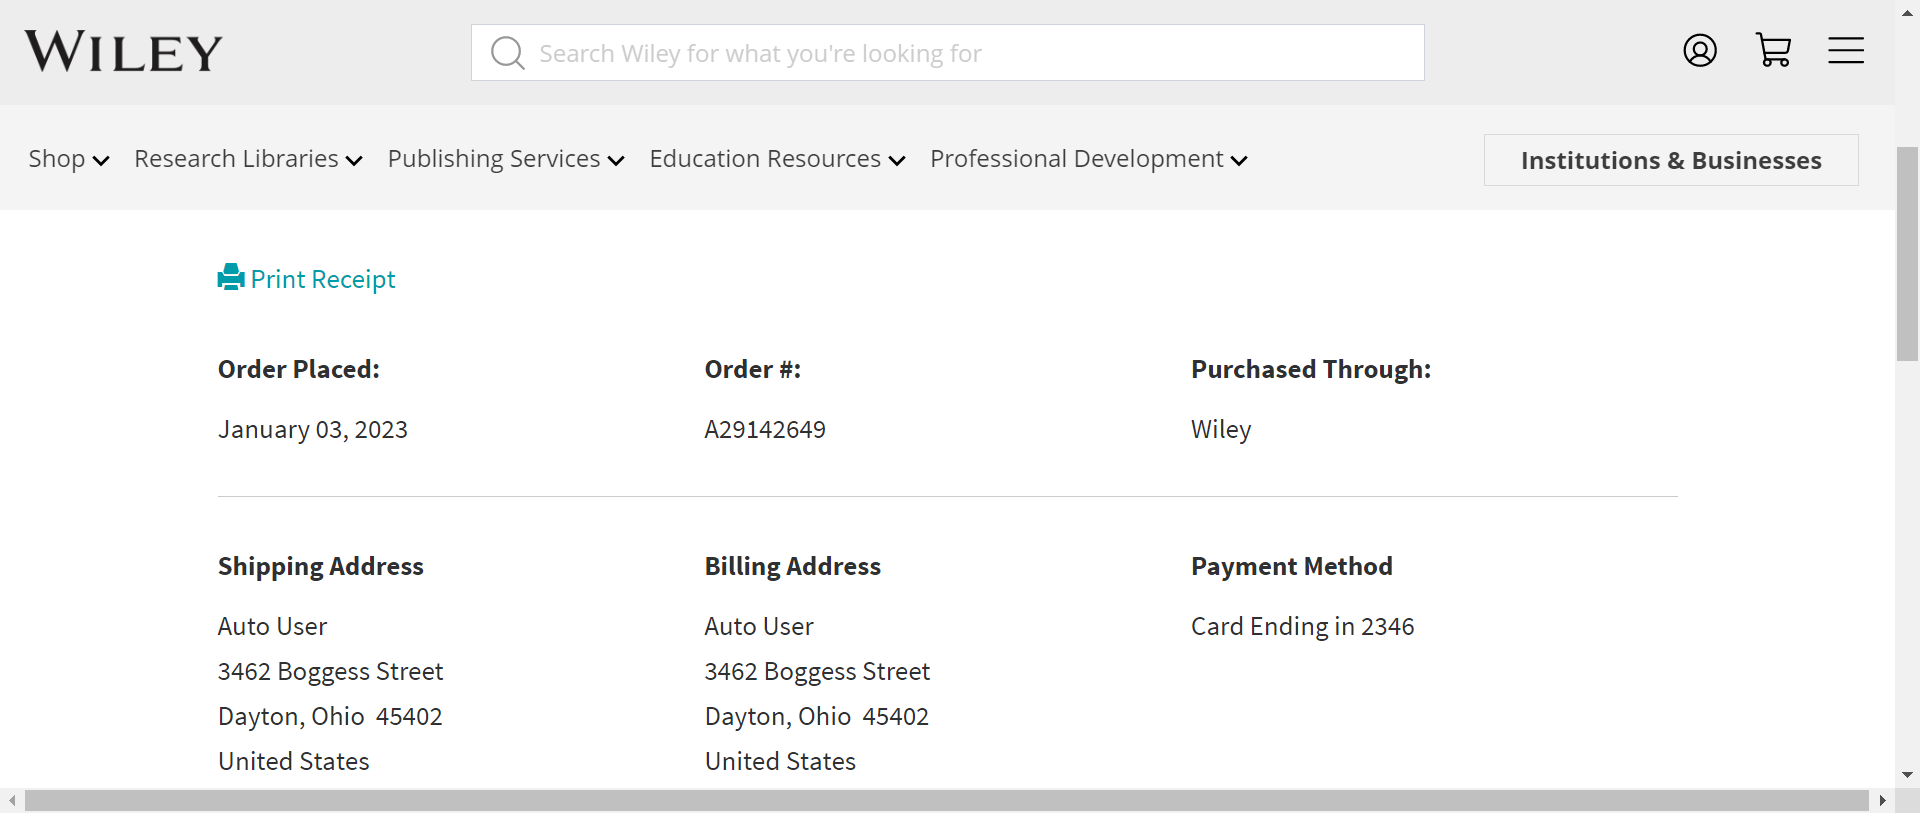 WILEY
Search Wiley for what you're looking for
Shop Research Libraries Publishing Services Education Resources Professional Development Institutions & Businesses
Print Receipt
Order Placed: Order #: Purchased Through:
January 03, 2023 A29142649 Wiley
Shipping Address Billing Address Payment Method
Auto User Auto User Card Ending in 2346
3462 Boggess Street 3462 Boggess Street
Dayton, Ohio 45402 Dayton, Ohio 45402
United States United States